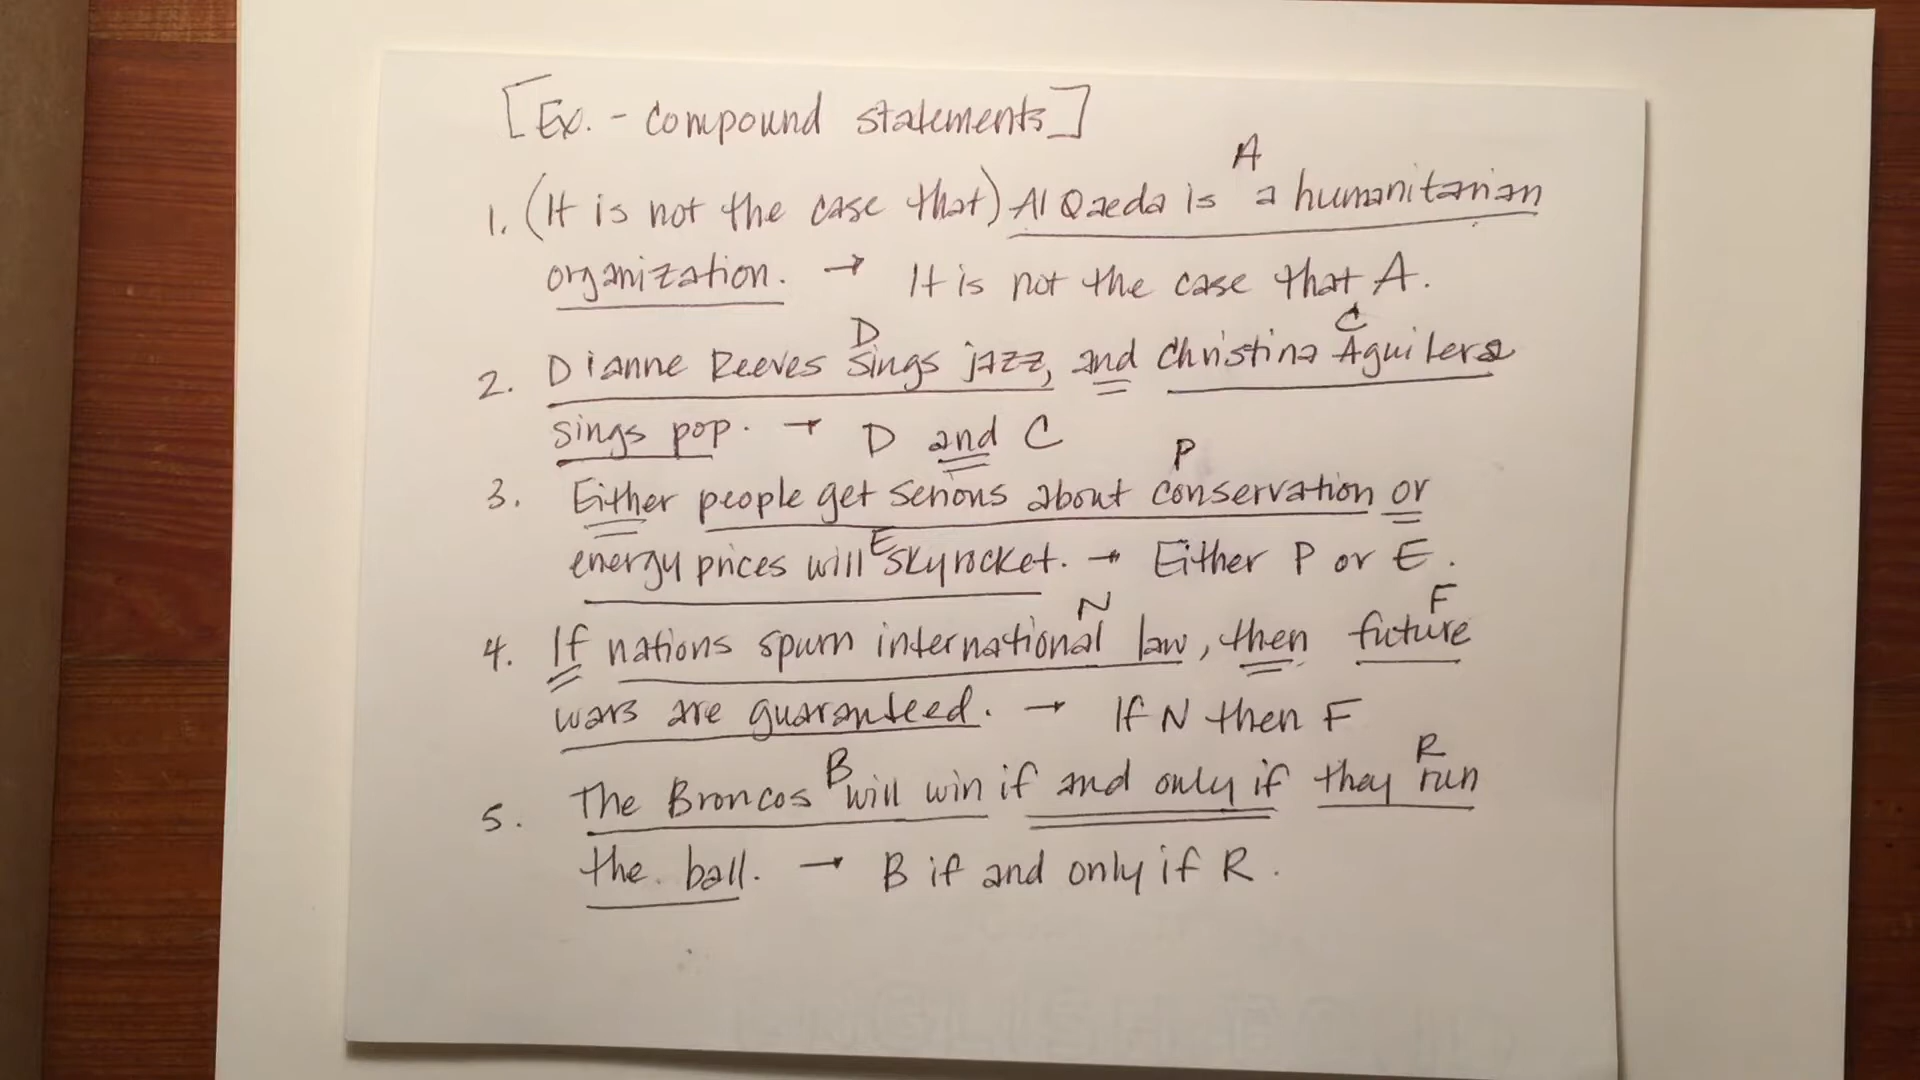 [Ex. - compound statements]
A
1. (It is not the case that) Al Qaeda is a humanitarian
organization. → It is not the case that A.
D C
2. Dianne Reeves sings jazz, and Christina Aguilera
sings pop. → D and C
P
3. Either people get serious about conservation or
E
energy prices will skyrocket. → Either P or E.
N F
4. If nations spurn international law, then future
wars are guaranteed. → If N then F
B R
5. The Broncos will win if and only if they run
the ball. → B if and only if R.